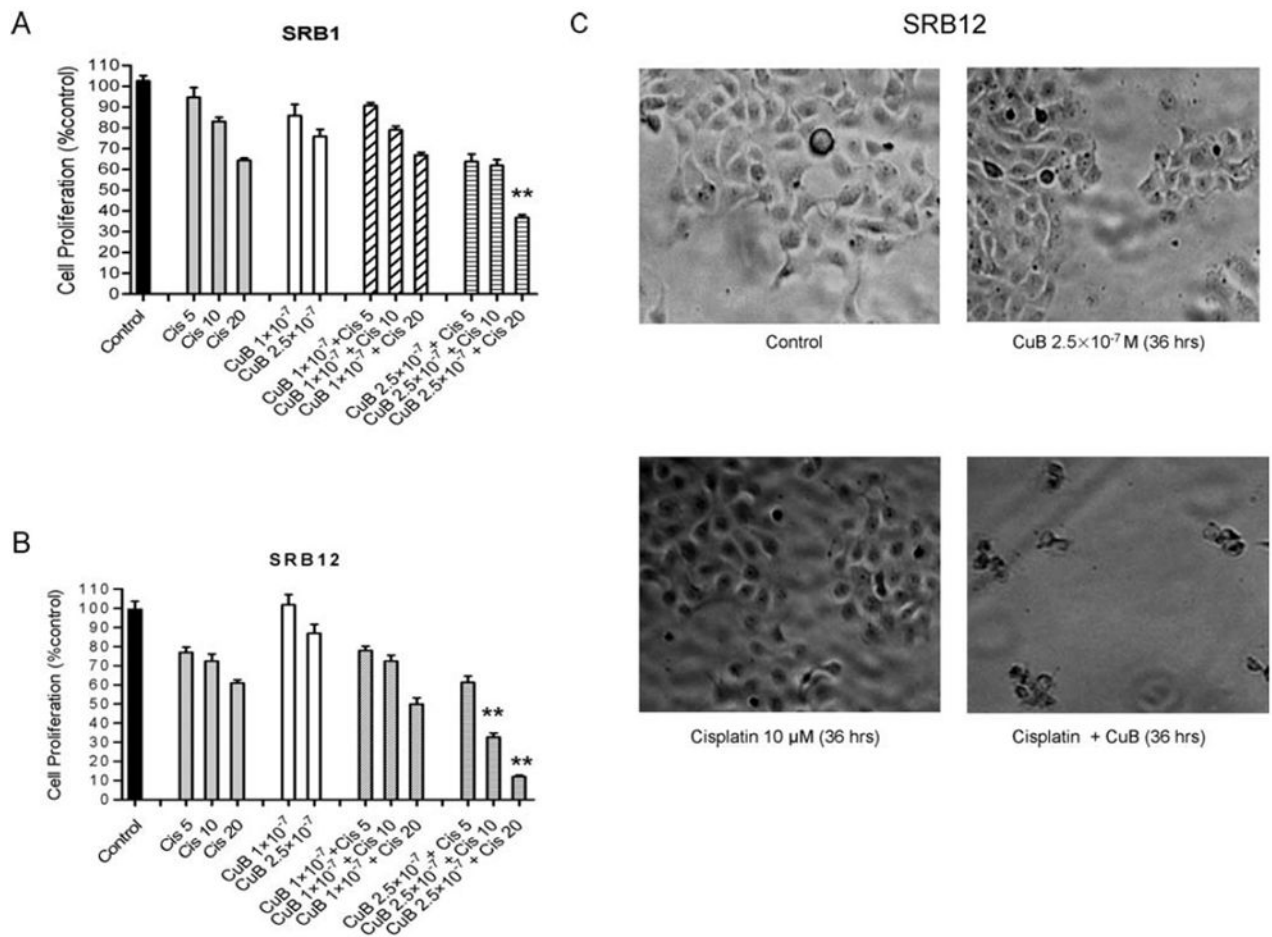 A
SRB1
Cell Proliferation (%control)
110
100
90
80
70
60
50
40
30
20
10
0
**
Control
Cis 5
Cis 10
Cis 20
CuB 1×10⁻⁷
CuB 2.5×10⁻⁷
CuB 1×10⁻⁷ +Cis 5
CuB 1×10⁻⁷ + Cis 10
CuB 1×10⁻⁷ + Cis 20
CuB 2.5×10⁻⁷ + Cis 5
CuB 2.5×10⁻⁷ + Cis 10
CuB 2.5×10⁻⁷ + Cis 20
B
SRB12
Cell Proliferation (%control)
110
100
90
80
70
60
50
40
30
20
10
0
**
**
Control
Cis 5
Cis 10
Cis 20
CuB 1×10⁻⁷
CuB 2.5×10⁻⁷
CuB 1×10⁻⁷ +Cis 5
CuB 1×10⁻⁷ + Cis 10
CuB 1×10⁻⁷ + Cis 20
CuB 2.5×10⁻⁷ + Cis 5
CuB 2.5×10⁻⁷ + Cis 10
CuB 2.5×10⁻⁷ + Cis 20
C
SRB12
Control
CuB 2.5×10⁻⁷ M (36 hrs)
Cisplatin 10 µM (36 hrs)
Cisplatin + CuB (36 hrs)